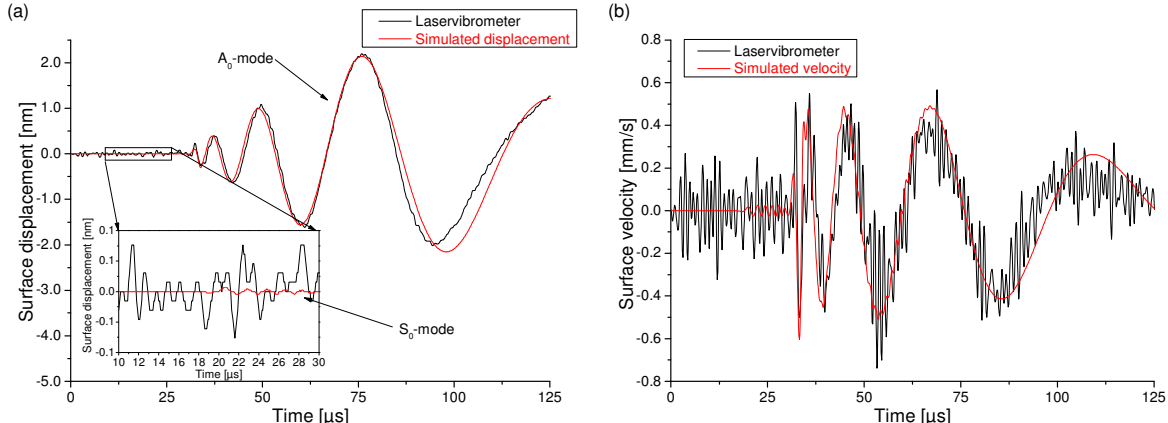 (a)
Laservibrometer
Simulated displacement
A0-mode
Surface displacement [nm]
2.0
1.0
0.0
-1.0
-2.0
-3.0
-4.0
-5.0
Surface displacement [nm]
0.1
0.1
0.0
-0.1
-0.1
10 12 14 16 18 20 22 24 26 28 30
Time [µs]
S0-mode
0 25 50 75 100 125
Time [µs]
(b)
Laservibrometer
Simulated velocity
Surface velocity [mm/s]
0.8
0.6
0.4
0.2
0.0
-0.2
-0.4
-0.6
-0.8
0 25 50 75 100 125
Time [µs]